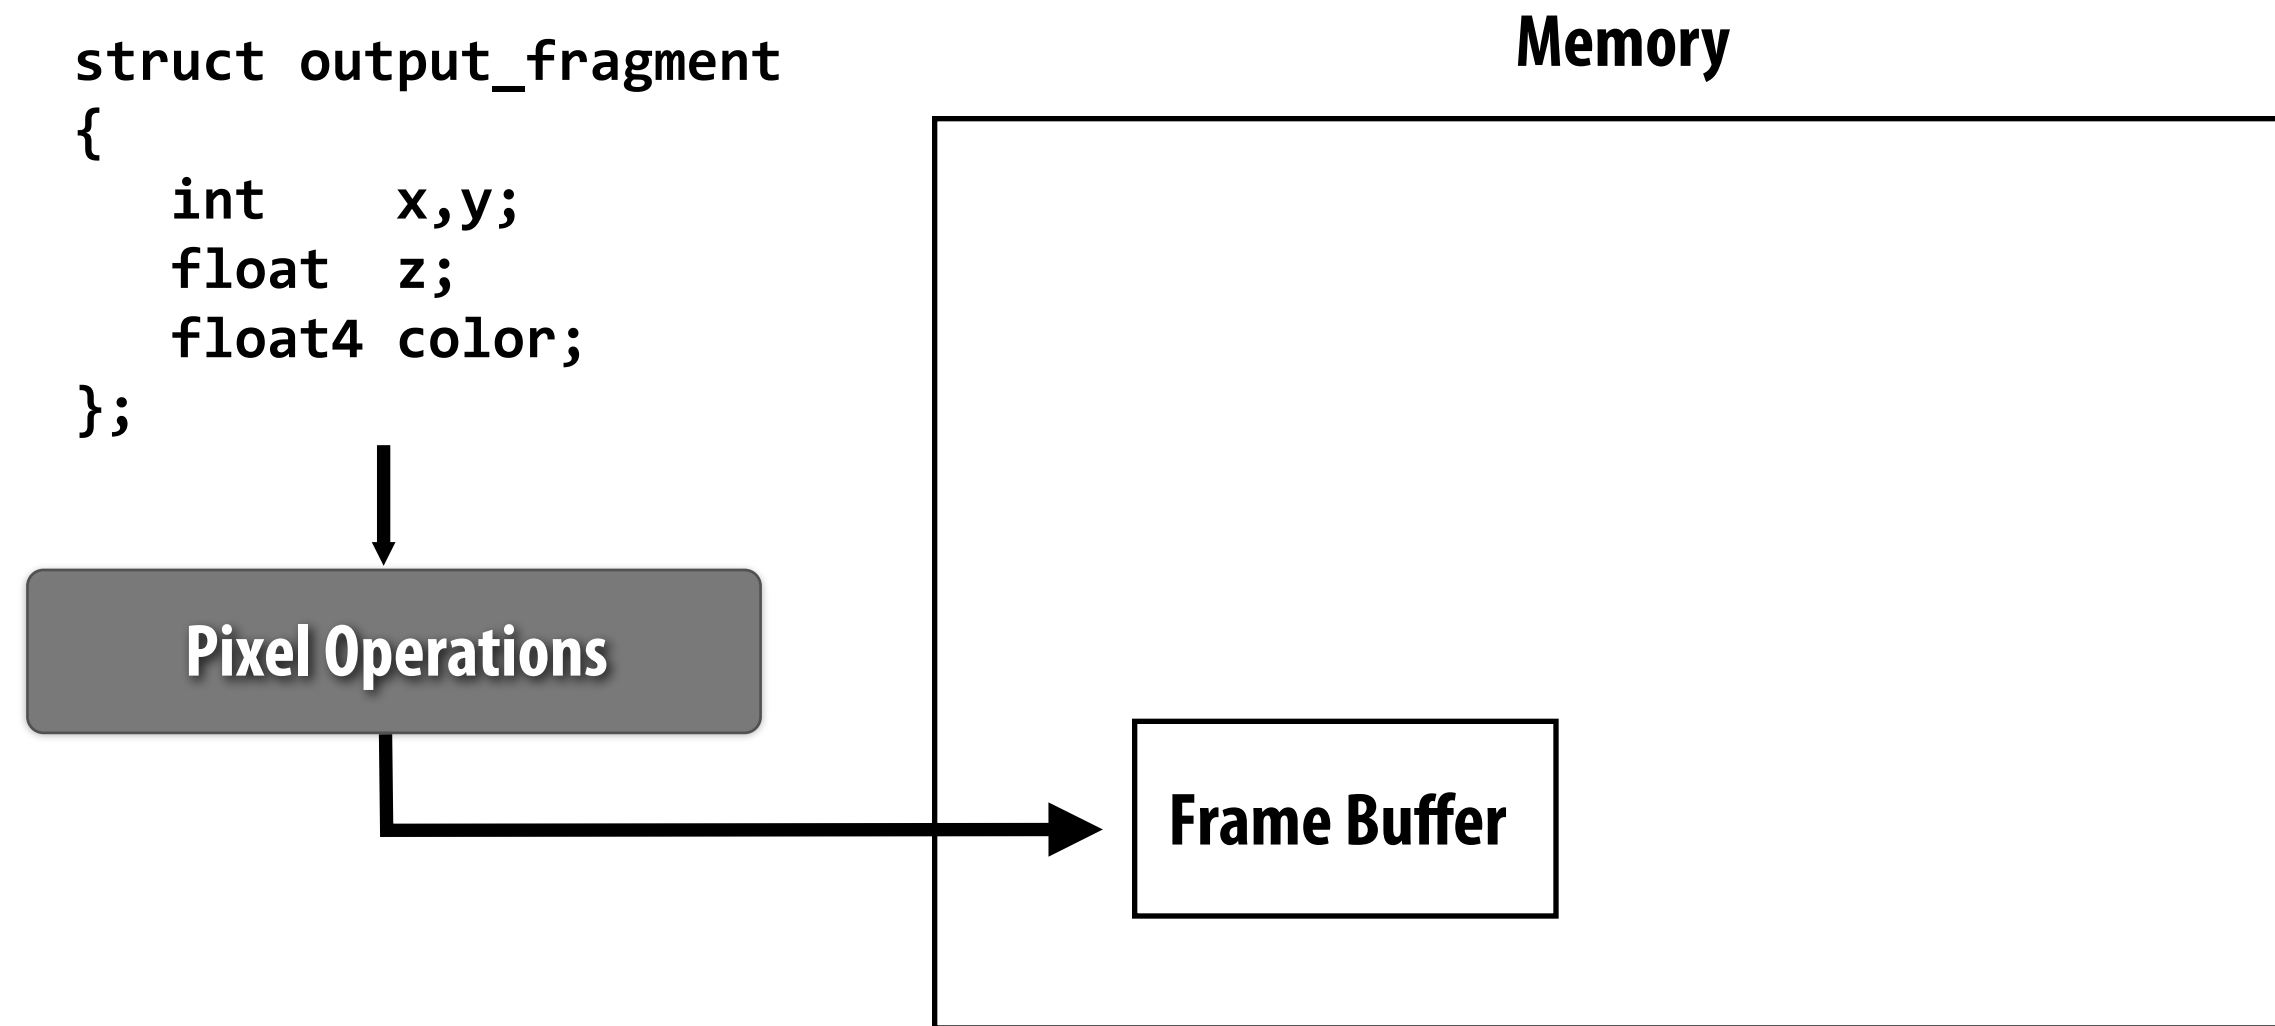 struct output_fragment
{
   int    x,y;
   float  z;
   float4 color;
};
Memory
Pixel Operations
Frame Buffer